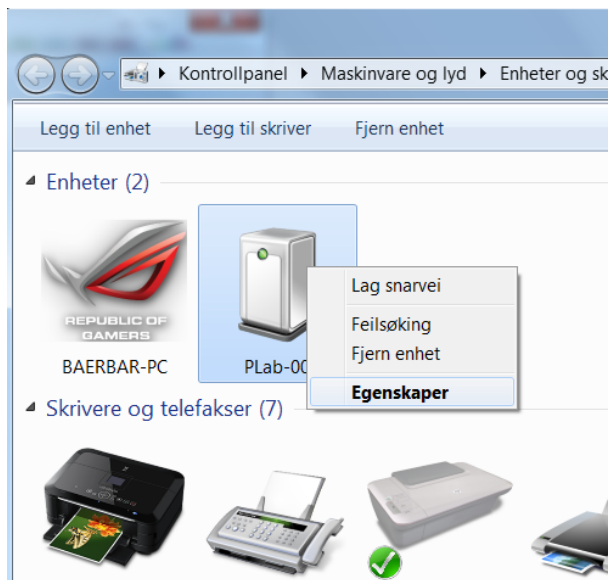 Kontrollpanel ▸ Maskinvare og lyd ▸ Enheter og sk
Legg til enhet Legg til skriver Fjern enhet
Enheter (2)
REPUBLIC OF
GAMERS
BAERBAR-PC PLab-00
Lag snarvei
Feilsøking
Fjern enhet
Egenskaper
Skrivere og telefakser (7)